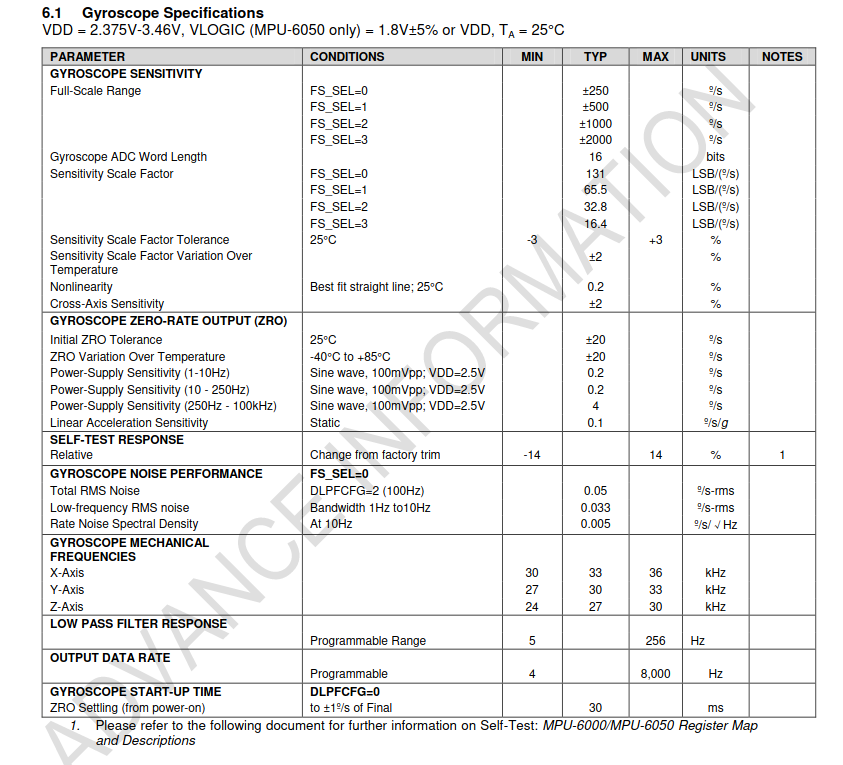 6.1 Gyroscope Specifications
VDD = 2.375V-3.46V, VLOGIC (MPU-6050 only) = 1.8V±5% or VDD, TA = 25°C
PARAMETER CONDITIONS MIN TYP MAX UNITS NOTES
GYROSCOPE SENSITIVITY
Full-Scale Range FS_SEL=0 ±250 º/s
FS_SEL=1 ±500 º/s
FS_SEL=2 ±1000 º/s
FS_SEL=3 ±2000 º/s
Gyroscope ADC Word Length 16 bits
Sensitivity Scale Factor FS_SEL=0 131 LSB/(º/s)
FS_SEL=1 65.5 LSB/(º/s)
FS_SEL=2 32.8 LSB/(º/s)
FS_SEL=3 16.4 LSB/(º/s)
Sensitivity Scale Factor Tolerance 25°C -3 +3 %
Sensitivity Scale Factor Variation Over ±2 %
Temperature
Nonlinearity Best fit straight line; 25°C 0.2 %
Cross-Axis Sensitivity ±2 %
GYROSCOPE ZERO-RATE OUTPUT (ZRO)
Initial ZRO Tolerance 25°C ±20 º/s
ZRO Variation Over Temperature -40°C to +85°C ±20 º/s
Power-Supply Sensitivity (1-10Hz) Sine wave, 100mVpp; VDD=2.5V 0.2 º/s
Power-Supply Sensitivity (10 - 250Hz) Sine wave, 100mVpp; VDD=2.5V 0.2 º/s
Power-Supply Sensitivity (250Hz - 100kHz) Sine wave, 100mVpp; VDD=2.5V 4 º/s
Linear Acceleration Sensitivity Static 0.1 º/s/g
SELF-TEST RESPONSE
Relative Change from factory trim -14 14 % 1
GYROSCOPE NOISE PERFORMANCE FS_SEL=0
Total RMS Noise DLPFCFG=2 (100Hz) 0.05 º/s-rms
Low-frequency RMS noise Bandwidth 1Hz to10Hz 0.033 º/s-rms
Rate Noise Spectral Density At 10Hz 0.005 º/s/√Hz
GYROSCOPE MECHANICAL
FREQUENCIES
X-Axis 30 33 36 kHz
Y-Axis 27 30 33 kHz
Z-Axis 24 27 30 kHz
LOW PASS FILTER RESPONSE
Programmable Range 5 256 Hz
OUTPUT DATA RATE
Programmable 4 8,000 Hz
GYROSCOPE START-UP TIME DLPFCFG=0
ZRO Settling (from power-on) to ±1º/s of Final 30 ms
1. Please refer to the following document for further information on Self-Test: MPU-6000/MPU-6050 Register Map
and Descriptions
ADVANCE INFORMATION